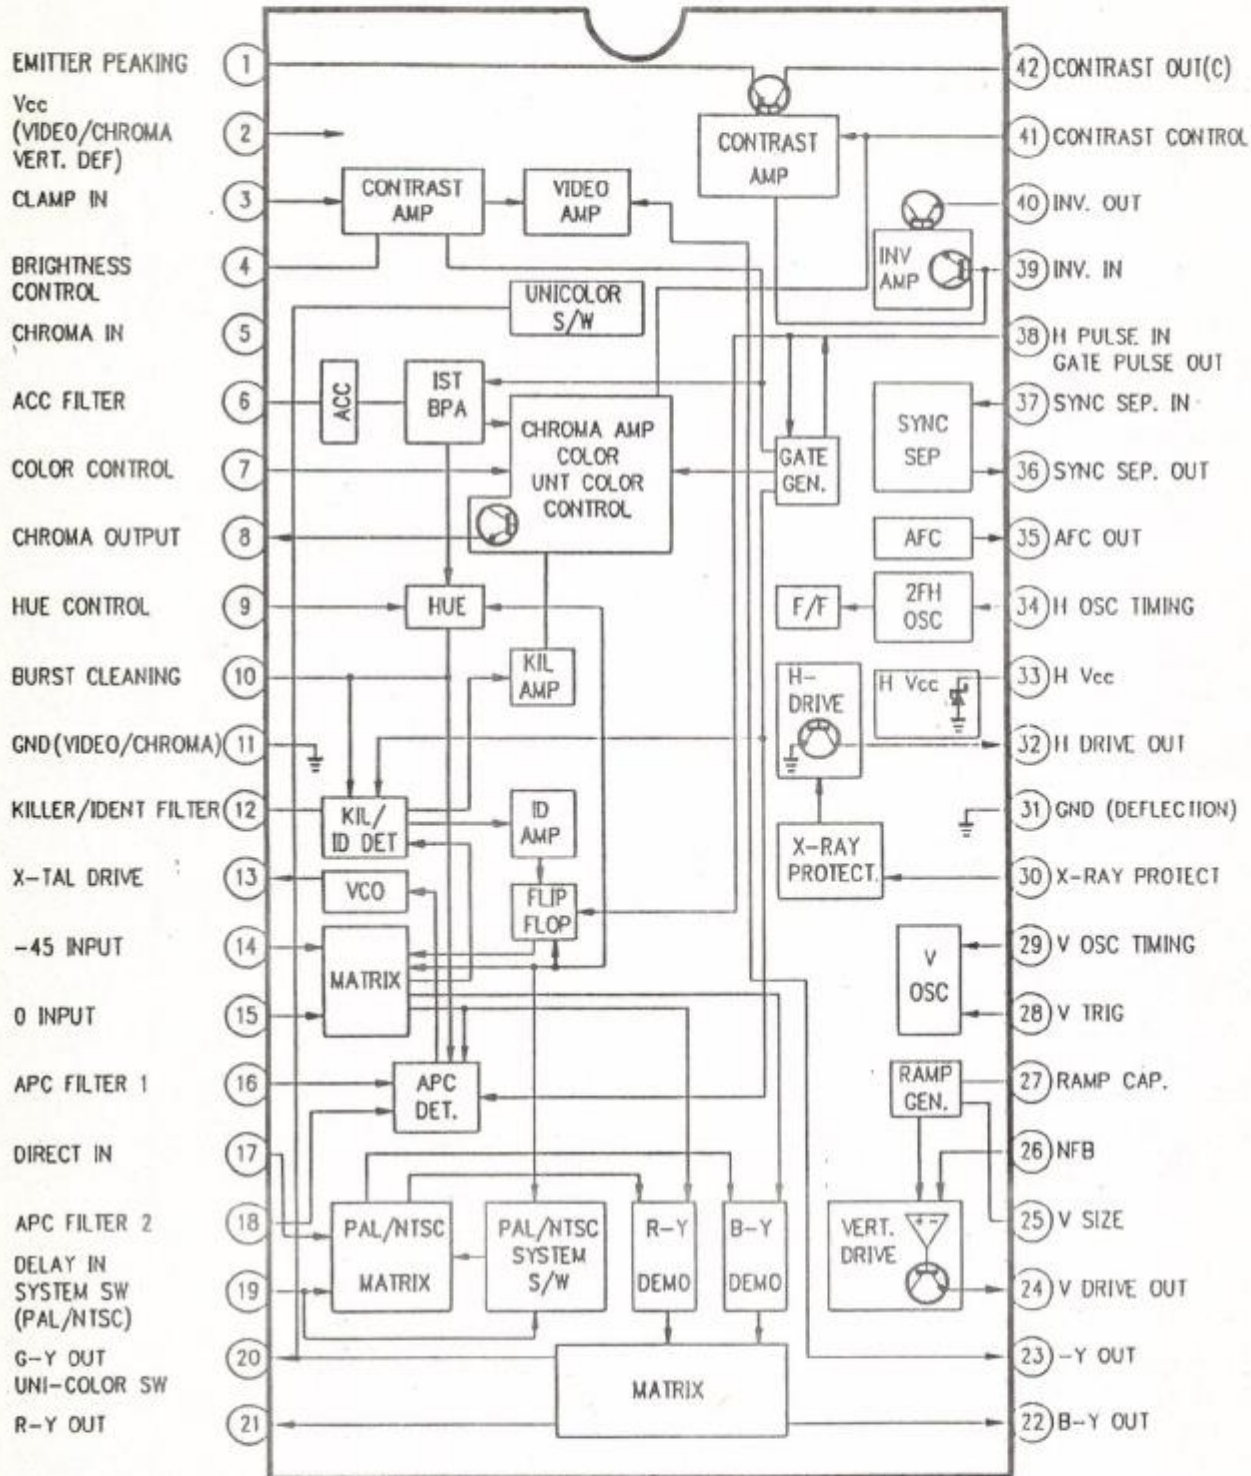 EMITTER PEAKING
1
Vcc
(VIDEO/CHROMA
VERT. DEF)
2
CLAMP IN
3
BRIGHTNESS
CONTROL
4
CHROMA IN
5
ACC FILTER
6
COLOR CONTROL
7
CHROMA OUTPUT
8
HUE CONTROL
9
BURST CLEANING
10
GND(VIDEO/CHROMA)
11
KILLER/IDENT FILTER
12
X-TAL DRIVE
13
-45 INPUT
14
0 INPUT
15
APC FILTER 1
16
DIRECT IN
17
APC FILTER 2
18
DELAY IN
SYSTEM SW
(PAL/NTSC)
19
G-Y OUT
UNI-COLOR SW
20
R-Y OUT
21
CONTRAST
AMP
CONTRAST
AMP
VIDEO
AMP
INV
AMP
UNICOLOR
S/W
ACC
IST
BPA
CHROMA AMP
COLOR
UNT COLOR
CONTROL
GATE
GEN.
SYNC
SEP
AFC
HUE
F/F
2FH
OSC
KIL
AMP
H-
DRIVE
H Vcc
KIL/
ID DET
ID
AMP
X-RAY
PROTECT.
VCO
FLIP
FLOP
MATRIX
V
OSC
APC
DET.
RAMP
GEN.
PAL/NTSC
MATRIX
PAL/NTSC
SYSTEM
S/W
R-Y
DEMO
B-Y
DEMO
VERT.
DRIVE
+ -
MATRIX
42 CONTRAST OUT(C)
41 CONTRAST CONTROL
40 INV. OUT
39 INV. IN
38 H PULSE IN
GATE PULSE OUT
37 SYNC SEP. IN
36 SYNC SEP. OUT
35 AFC OUT
34 H OSC TIMING
33 H Vcc
32 H DRIVE OUT
31 GND (DEFLECTION)
30 X-RAY PROTECT
29 V OSC TIMING
28 V TRIG
27 RAMP CAP.
26 NFB
25 V SIZE
24 V DRIVE OUT
23 -Y OUT
22 B-Y OUT